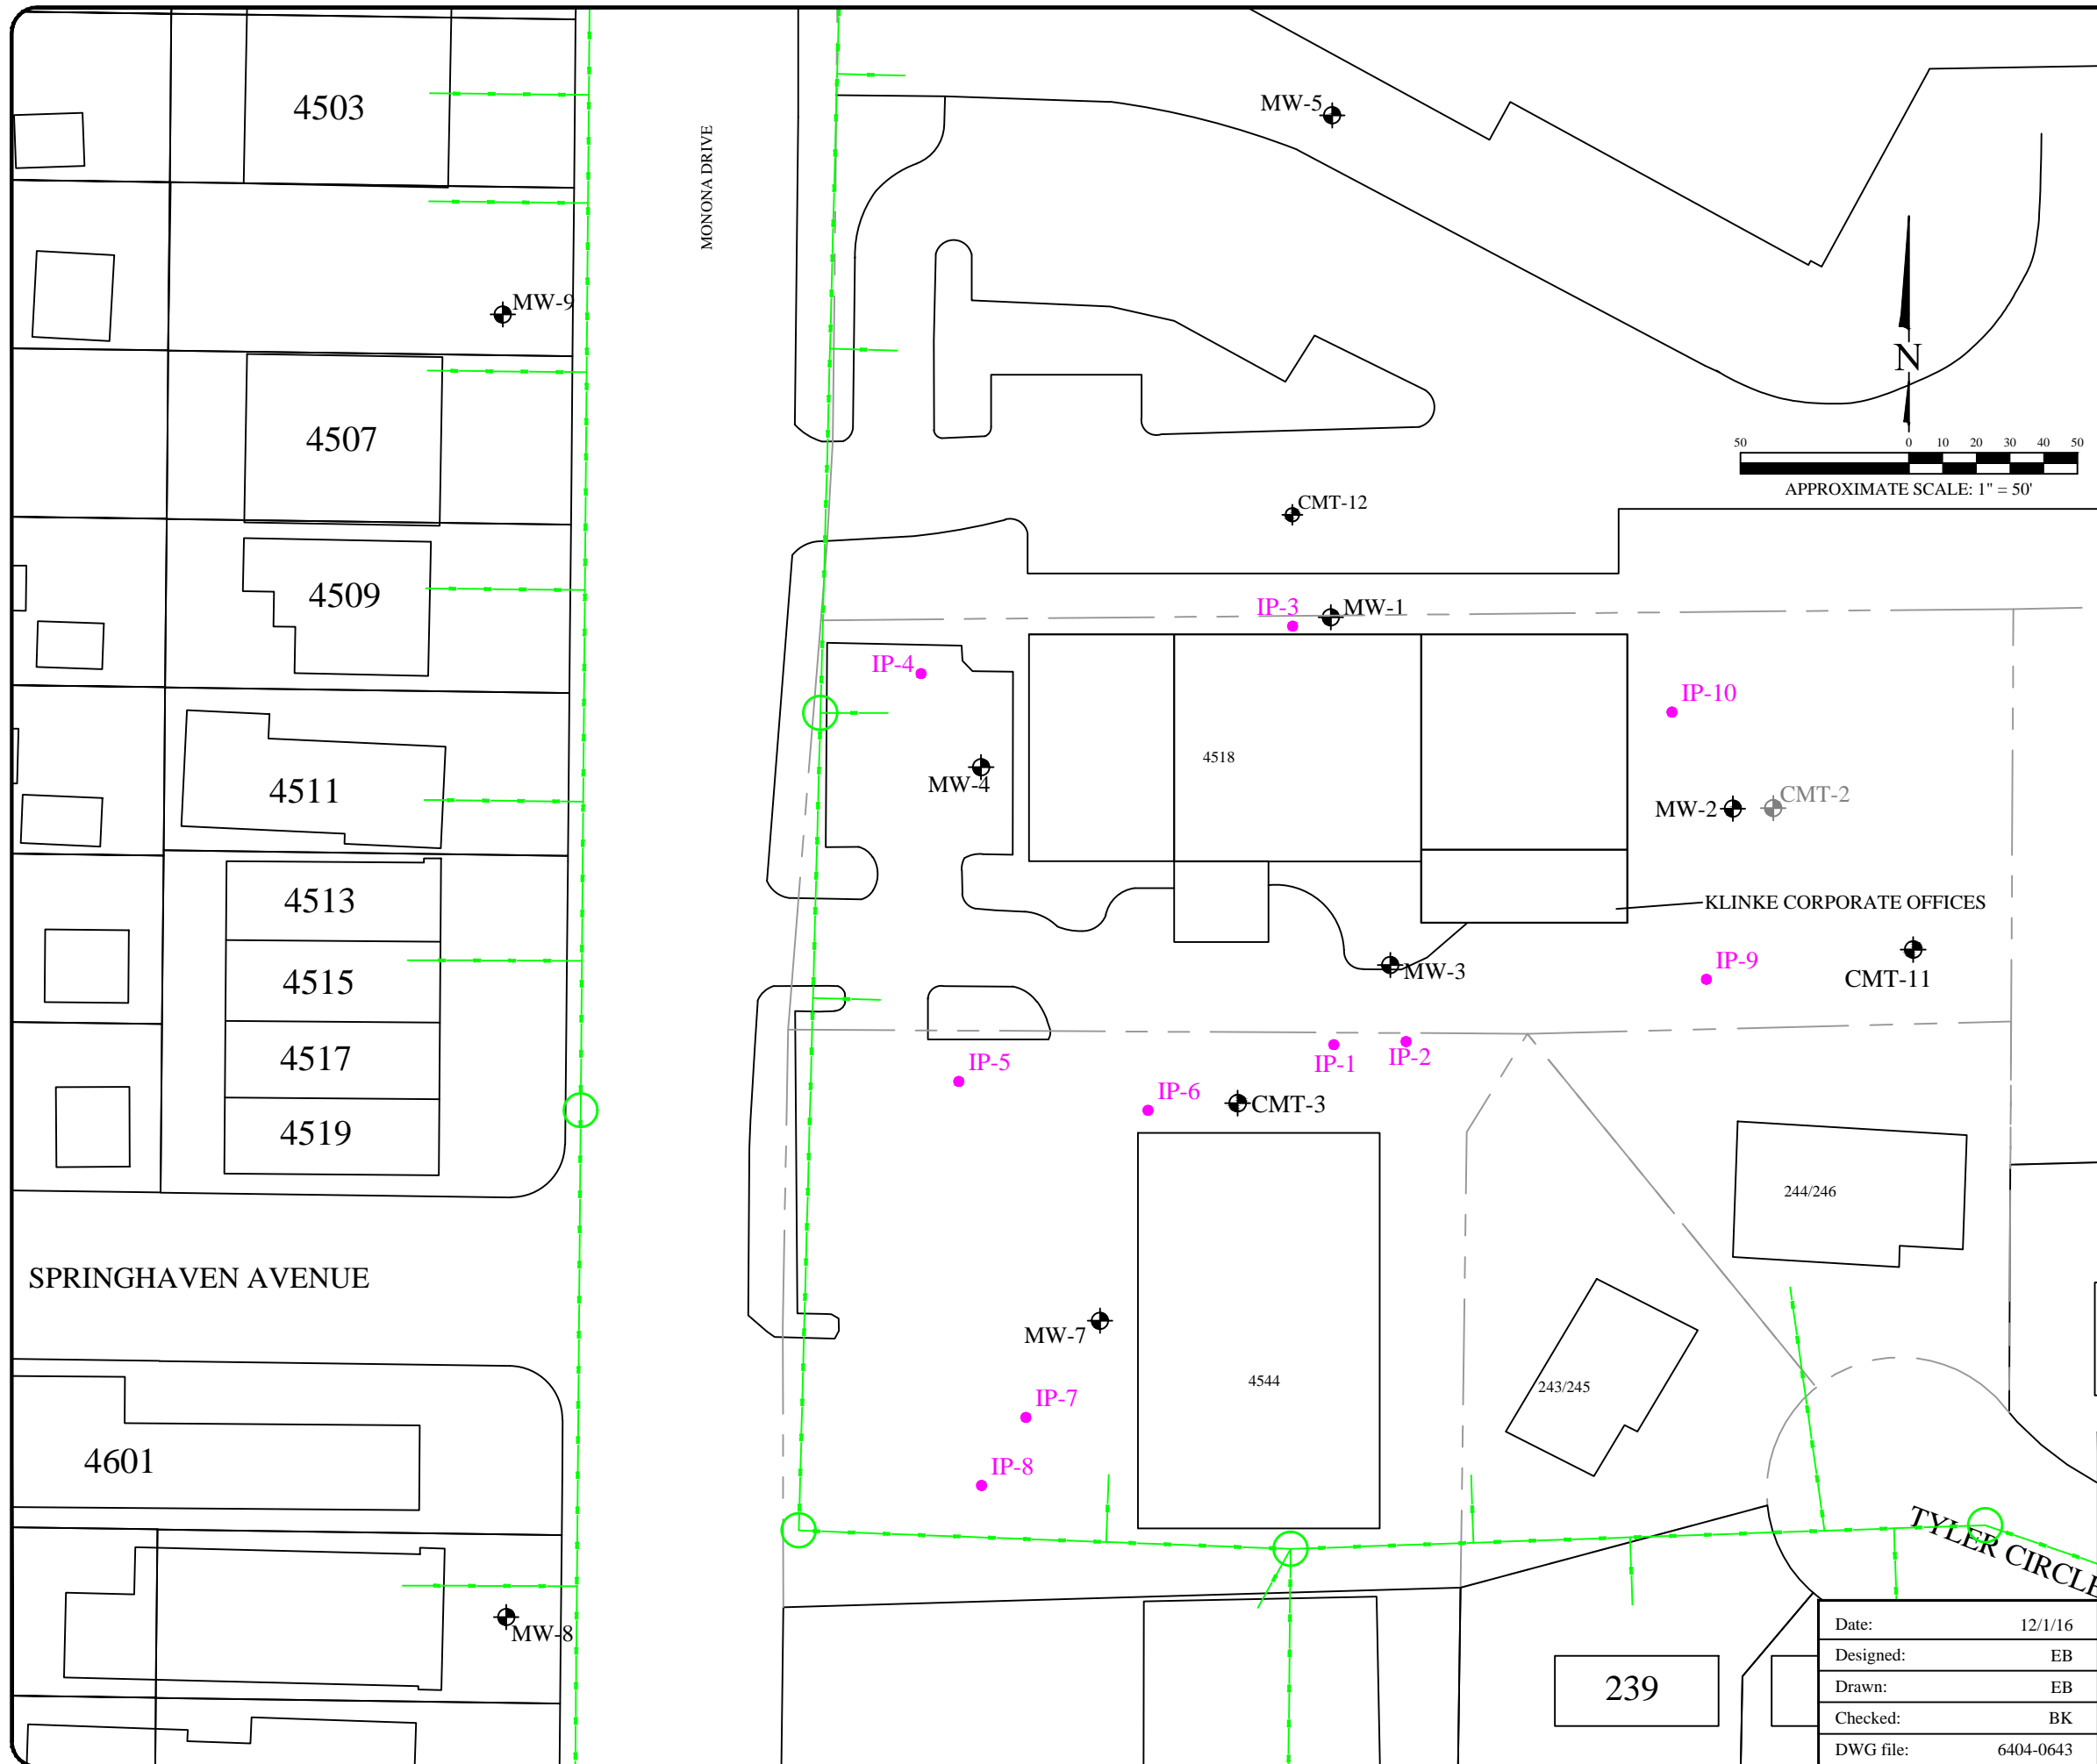 4503
MW-5
MONONA DRIVE
MW-9
N
4507
50 0 10 20 30 40 50
APPROXIMATE SCALE: 1" = 50'
CMT-12
4509
IP-3
MW-1
IP-4
IP-10
4518
4511
MW-4
MW-2
CMT-2
4513
KLINKE CORPORATE OFFICES
4515
MW-3
IP-9
CMT-11
4517
IP-5
IP-1
IP-2
IP-6
CMT-3
4519
244/246
SPRINGHAVEN AVENUE
MW-7
4544
243/245
IP-7
4601
IP-8
TYLER CIRCLE
MW-8
239
Date: 12/1/16
Designed: EB
Drawn: EB
Checked: BK
DWG file: 6404-0643